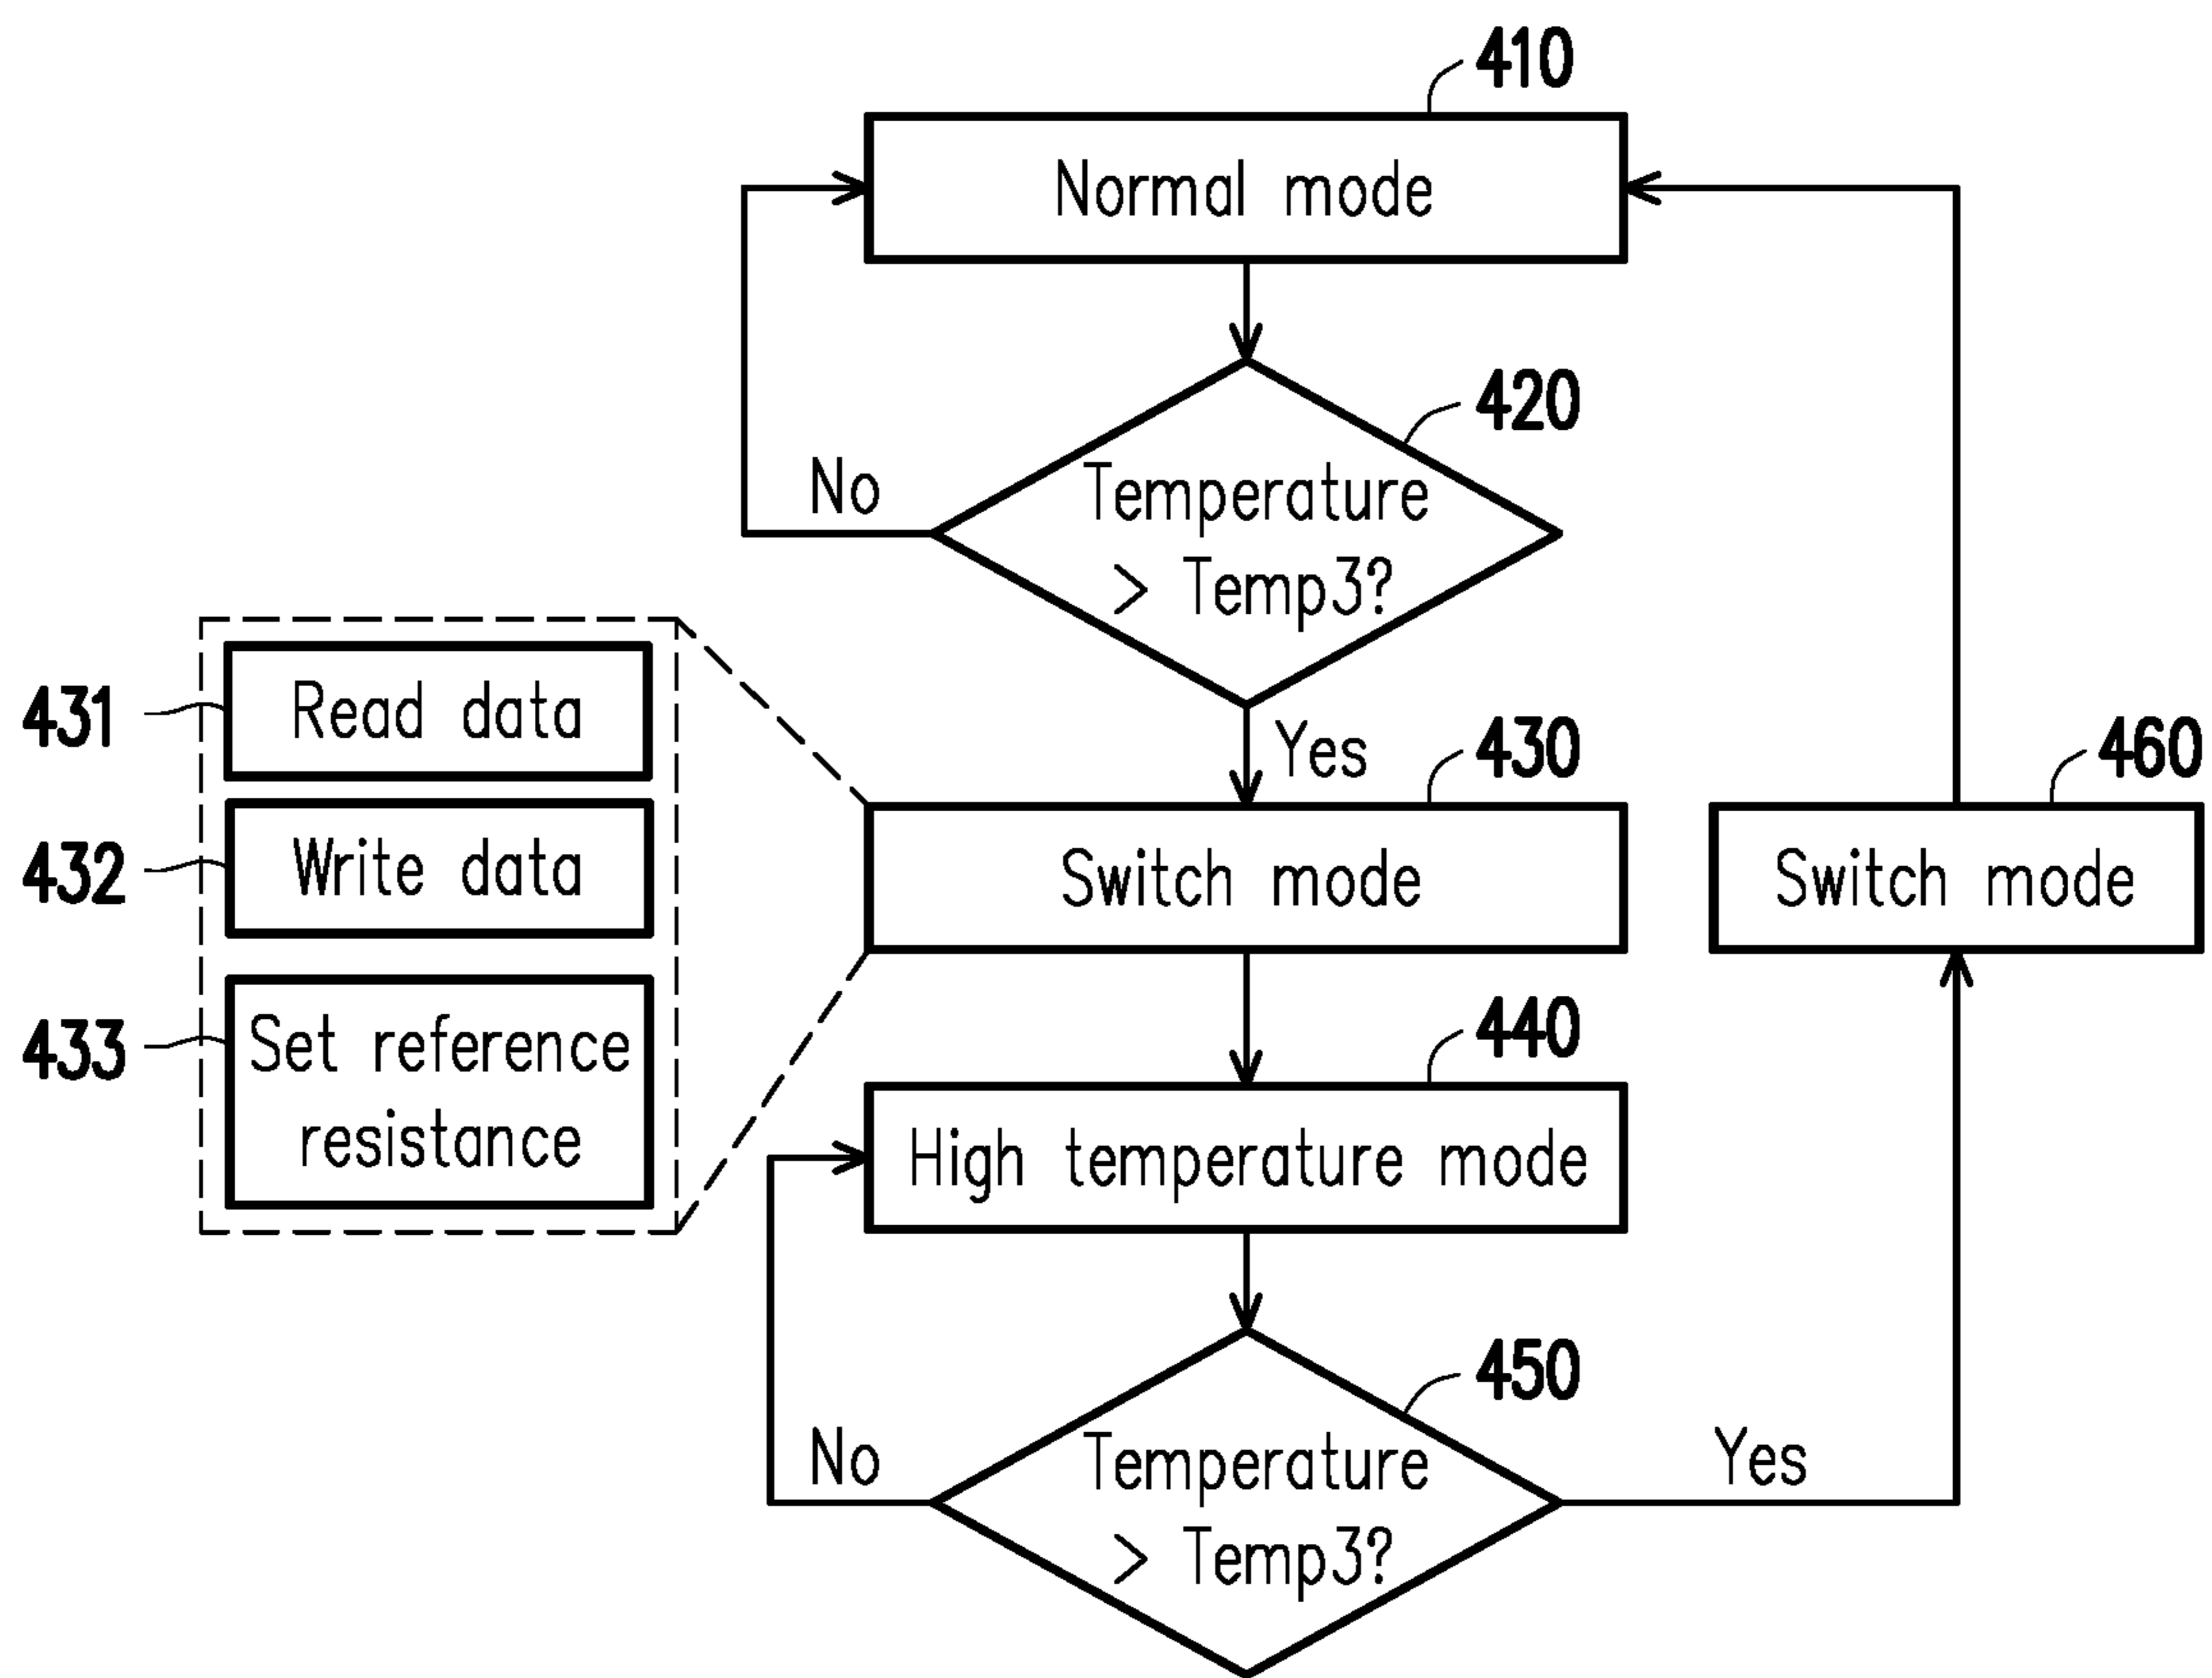 410
Normal mode
420
No
Temperature
> Temp3?
431
Read data
Yes
430
460
432
Write data
Switch mode
Switch mode
433
Set reference
resistance
440
High temperature mode
450
No
Temperature
> Temp3?
Yes